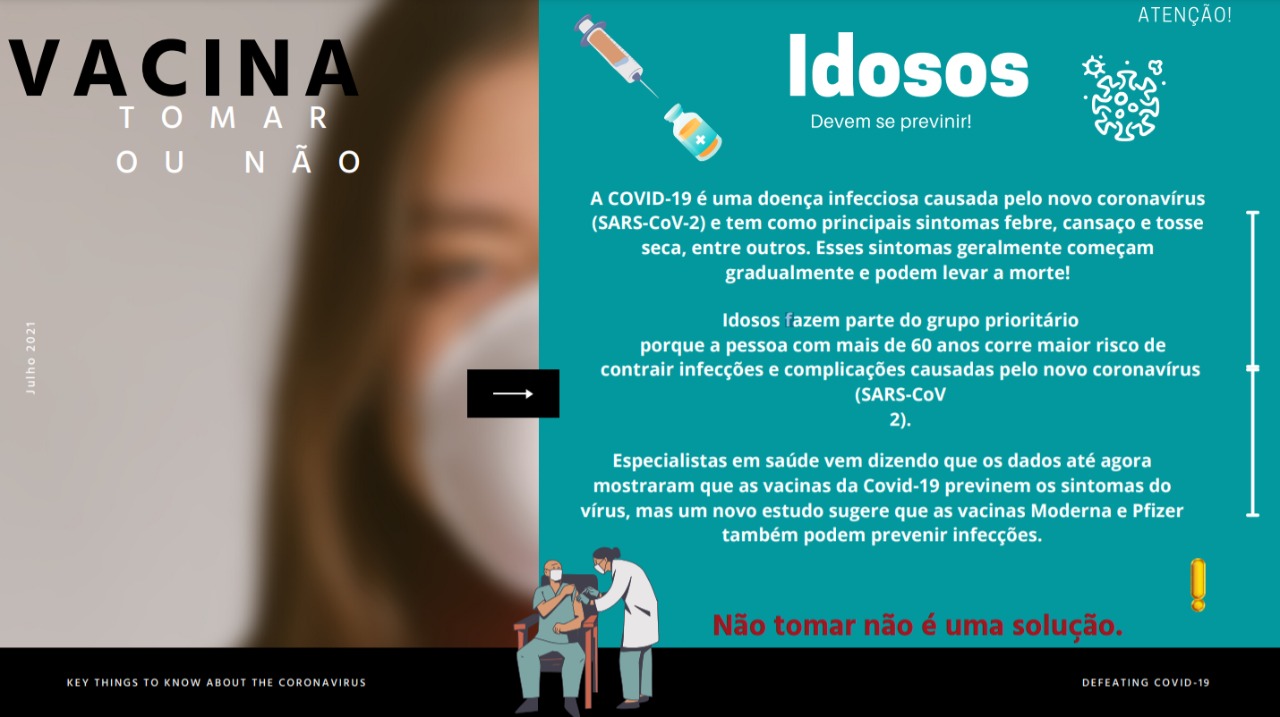 VACINA
TOMAR
OU NÃO
Julho 2021
ATENÇÃO!
Idosos
Devem se previnir!
A COVID-19 é uma doença infecciosa causada pelo novo coronavírus
(SARS-CoV-2) e tem como principais sintomas febre, cansaço e tosse
seca, entre outros. Esses sintomas geralmente começam
gradualmente e podem levar a morte!
Idosos fazem parte do grupo prioritário
porque a pessoa com mais de 60 anos corre maior risco de
contrair infecções e complicações causadas pelo novo coronavírus
(SARS-CoV
2).
Especialistas em saúde vem dizendo que os dados até agora
mostraram que as vacinas da Covid-19 previnem os sintomas do
vírus, mas um novo estudo sugere que as vacinas Moderna e Pfizer
também podem prevenir infecções.
Não tomar não é uma solução.
KEY THINGS TO KNOW ABOUT THE CORONAVIRUS
DEFEATING COVID-19